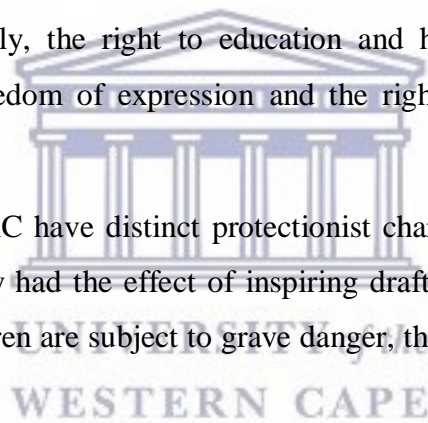 ly, the right to education and h
edom of expression and the righ
C have distinct protectionist cha
y had the effect of inspiring draft
ren are subject to grave danger, th
UNIVERSITY of the
WESTERN CAPE